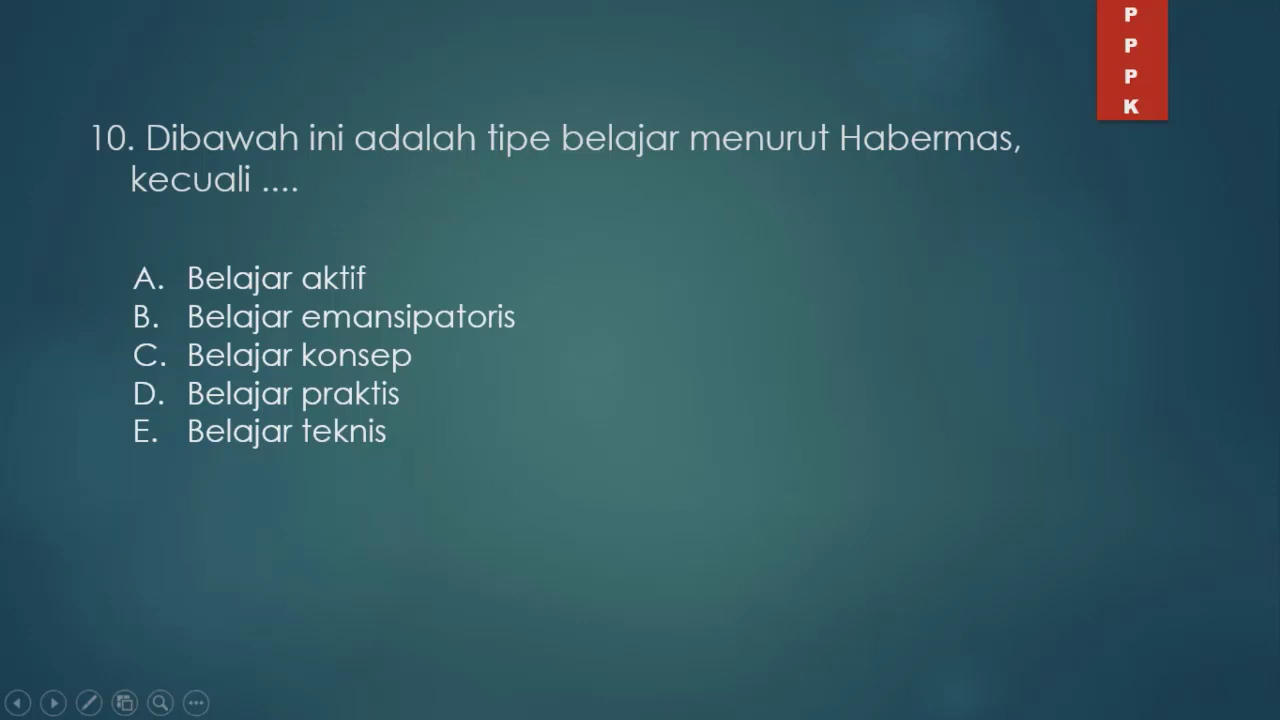 P
P
P
K
10. Dibawah ini adalah tipe belajar menurut Habermas,
kecuali ....
A. Belajar aktif
B. Belajar emansipatoris
C. Belajar konsep
D. Belajar praktis
E. Belajar teknis